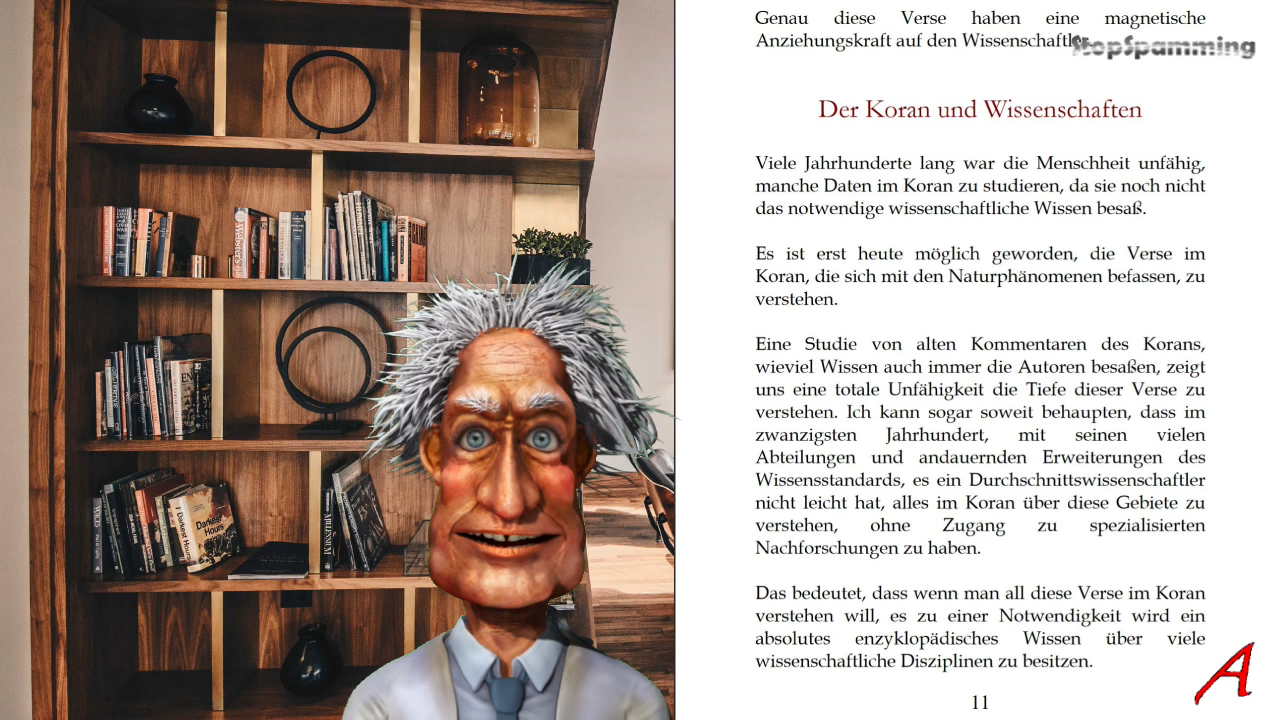 Genau diese Verse haben eine magnetische
Anziehungskraft auf den Wissenschaftler.
StopSpamming
Der Koran und Wissenschaften
Viele Jahrhunderte lang war die Menschheit unfähig,
manche Daten im Koran zu studieren, da sie noch nicht
das notwendige wissenschaftliche Wissen besaß.
Es ist erst heute möglich geworden, die Verse im
Koran, die sich mit den Naturphänomenen befassen, zu
verstehen.
Eine Studie von alten Kommentaren des Korans,
wieviel Wissen auch immer die Autoren besaßen, zeigt
uns eine totale Unfähigkeit die Tiefe dieser Verse zu
verstehen. Ich kann sogar soweit behaupten, dass im
zwanzigsten Jahrhundert, mit seinen vielen
Abteilungen und andauernden Erweiterungen des
Wissensstandards, es ein Durchschnittswissenschaftler
nicht leicht hat, alles im Koran über diese Gebiete zu
verstehen, ohne Zugang zu spezialisierten
Nachforschungen zu haben.
Das bedeutet, dass wenn man all diese Verse im Koran
verstehen will, es zu einer Notwendigkeit wird ein
absolutes enzyklopädisches Wissen über viele
wissenschaftliche Disziplinen zu besitzen.
11
A
Darkest
Hours
Darkest Hours
MILLENNIUM